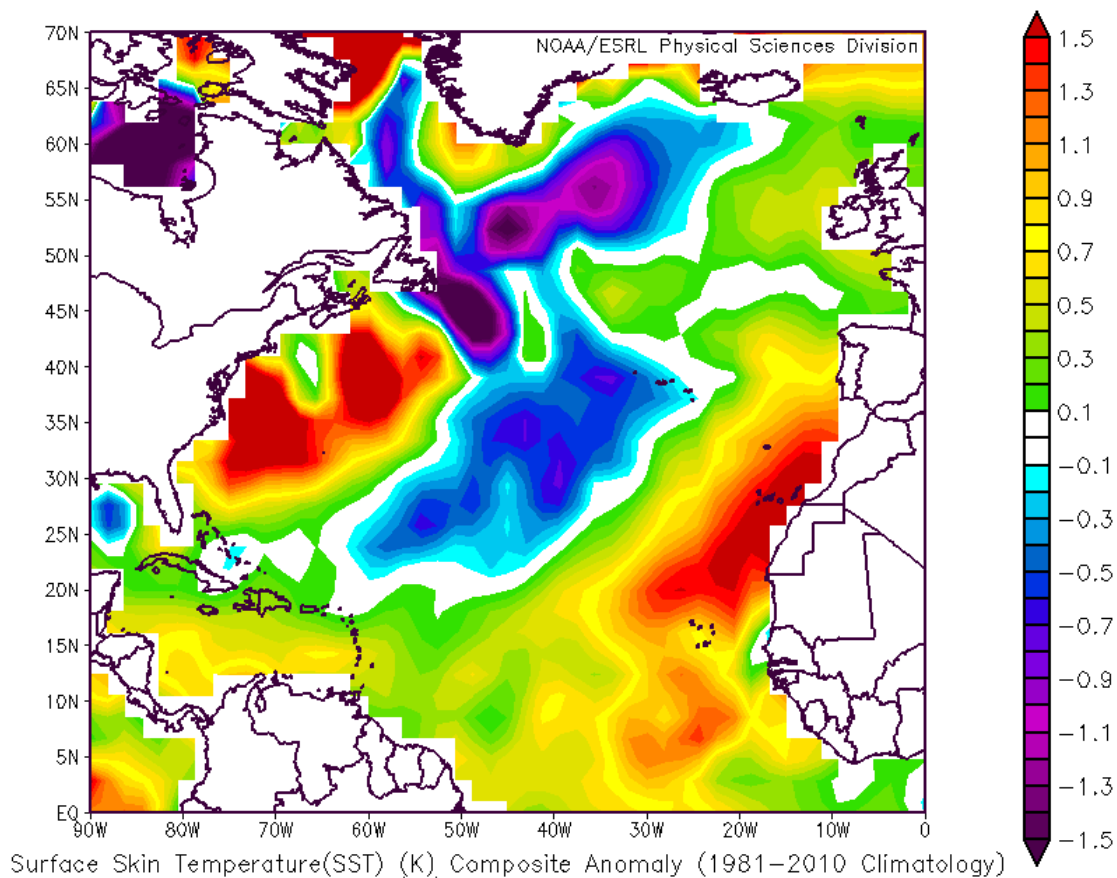 NOAA/ESRL Physical Sciences Division
70N
65N
60N
55N
50N
45N
40N
35N
30N
25N
20N
15N
10N
5N
EQ
90W 80W 70W 60W 50W 40W 30W 20W 10W 0
1.5
1.3
1.1
0.9
0.7
0.5
0.3
0.1
-0.1
-0.3
-0.5
-0.7
-0.9
-1.1
-1.3
-1.5
Surface Skin Temperature(SST) (K) Composite Anomaly (1981-2010 Climatology)